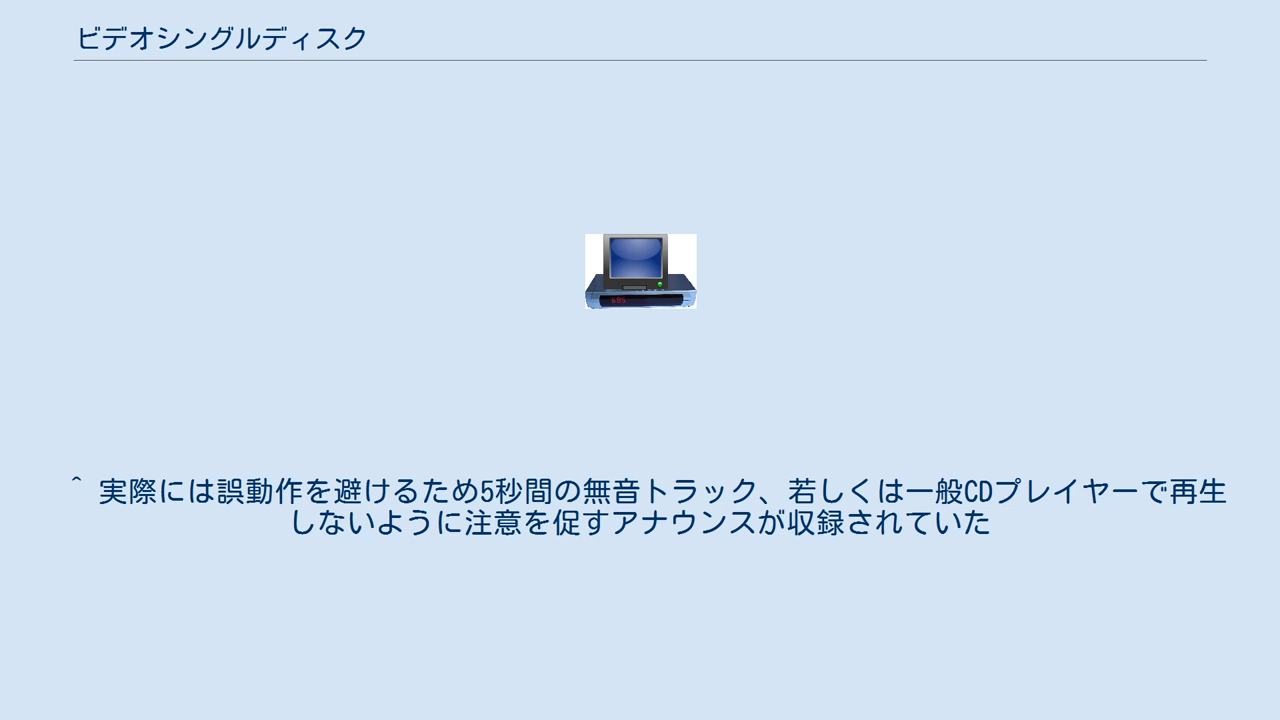 ビデオシングルディスク
685
^ 実際には誤動作を避けるため5秒間の無音トラック、若しくは一般CDプレイヤーで再生
しないように注意を促すアナウンスが収録されていた